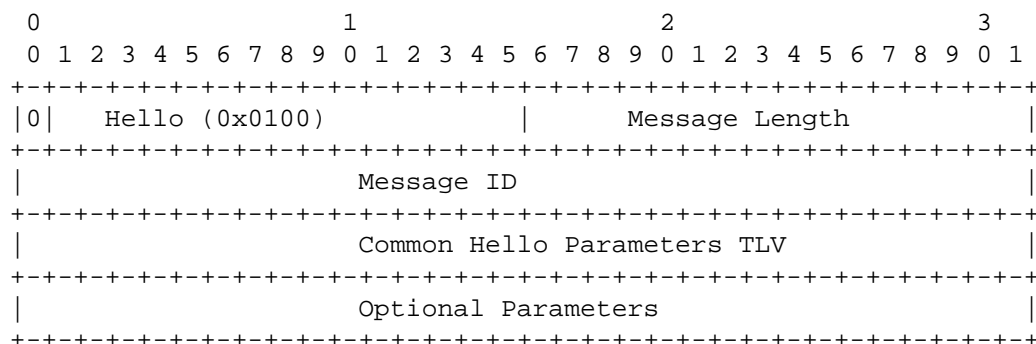 0                   1                   2                   3
 0 1 2 3 4 5 6 7 8 9 0 1 2 3 4 5 6 7 8 9 0 1 2 3 4 5 6 7 8 9 0 1
+-+-+-+-+-+-+-+-+-+-+-+-+-+-+-+-+-+-+-+-+-+-+-+-+-+-+-+-+-+-+-+-+
|0|   Hello (0x0100)            |      Message Length           |
+-+-+-+-+-+-+-+-+-+-+-+-+-+-+-+-+-+-+-+-+-+-+-+-+-+-+-+-+-+-+-+-+
|                     Message ID                                |
+-+-+-+-+-+-+-+-+-+-+-+-+-+-+-+-+-+-+-+-+-+-+-+-+-+-+-+-+-+-+-+-+
|                     Common Hello Parameters TLV               |
+-+-+-+-+-+-+-+-+-+-+-+-+-+-+-+-+-+-+-+-+-+-+-+-+-+-+-+-+-+-+-+-+
|                     Optional Parameters                       |
+-+-+-+-+-+-+-+-+-+-+-+-+-+-+-+-+-+-+-+-+-+-+-+-+-+-+-+-+-+-+-+-+